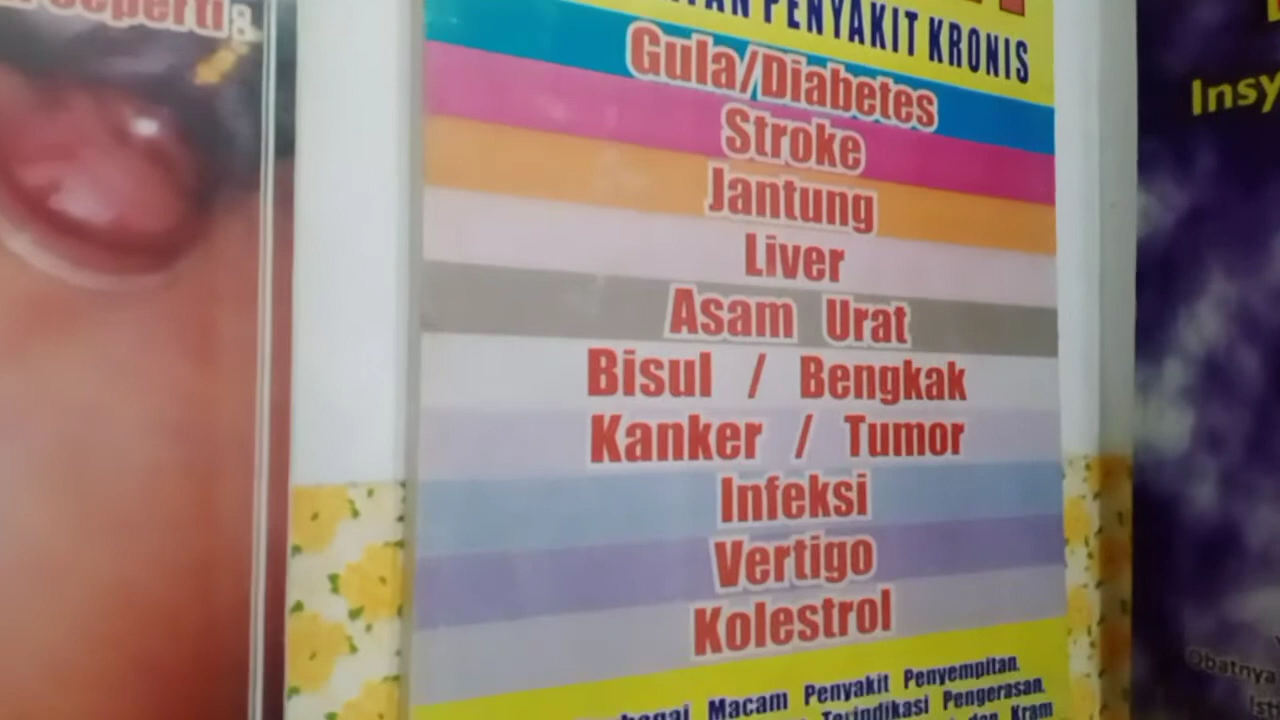 seperti :
PENYAKIT KRONIS
Gula/Diabetes
Stroke
Jantung
Liver
Asam Urat
Bisul / Bengkak
Kanker / Tumor
Infeksi
Vertigo
Kolestrol
Macam Penyakit Penyempitan.
Terindikasi Pengerasan.
dan Kram
Insy
Obatnya
Ist